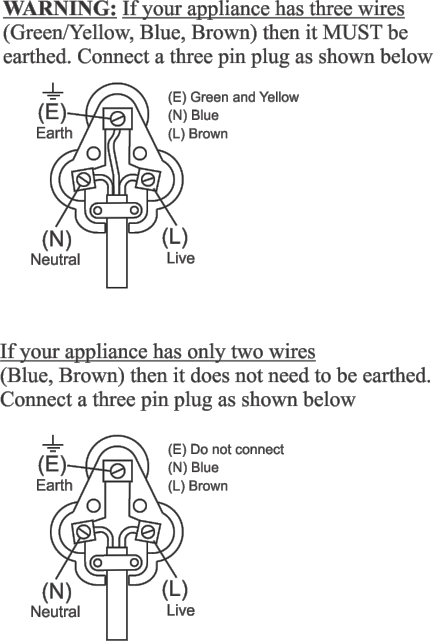 WARNING: If your appliance has three wires
(Green/Yellow, Blue, Brown) then it MUST be
earthed. Connect a three pin plug as shown below
(E)
Earth
(E) Green and Yellow
(N) Blue
(L) Brown
(N)
Neutral
(L)
Live
If your appliance has only two wires
(Blue, Brown) then it does not need to be earthed.
Connect a three pin plug as shown below
(E)
Earth
(E) Do not connect
(N) Blue
(L) Brown
(N)
Neutral
(L)
Live